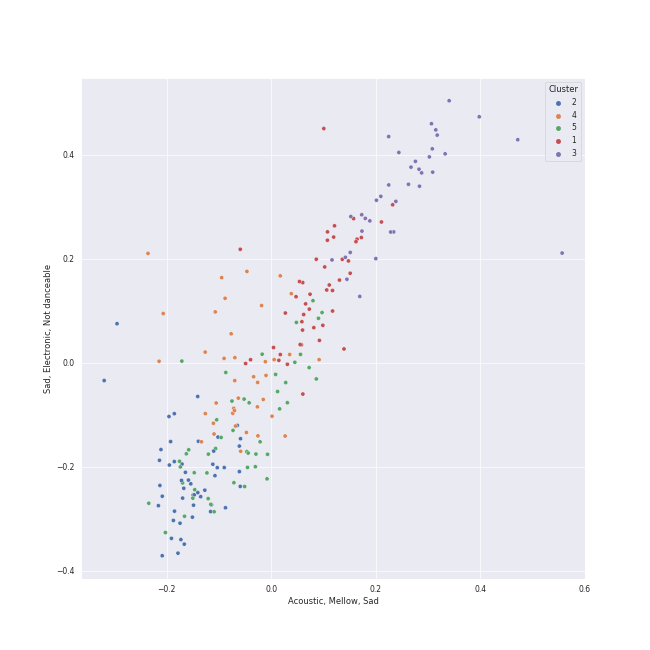 Cluster
2
4
5
1
3
0.4
0.2
0.0
−0.2
−0.4
Sad, Electronic, Not danceable
−0.2 0.0 0.2 0.4 0.6
Acoustic, Mellow, Sad